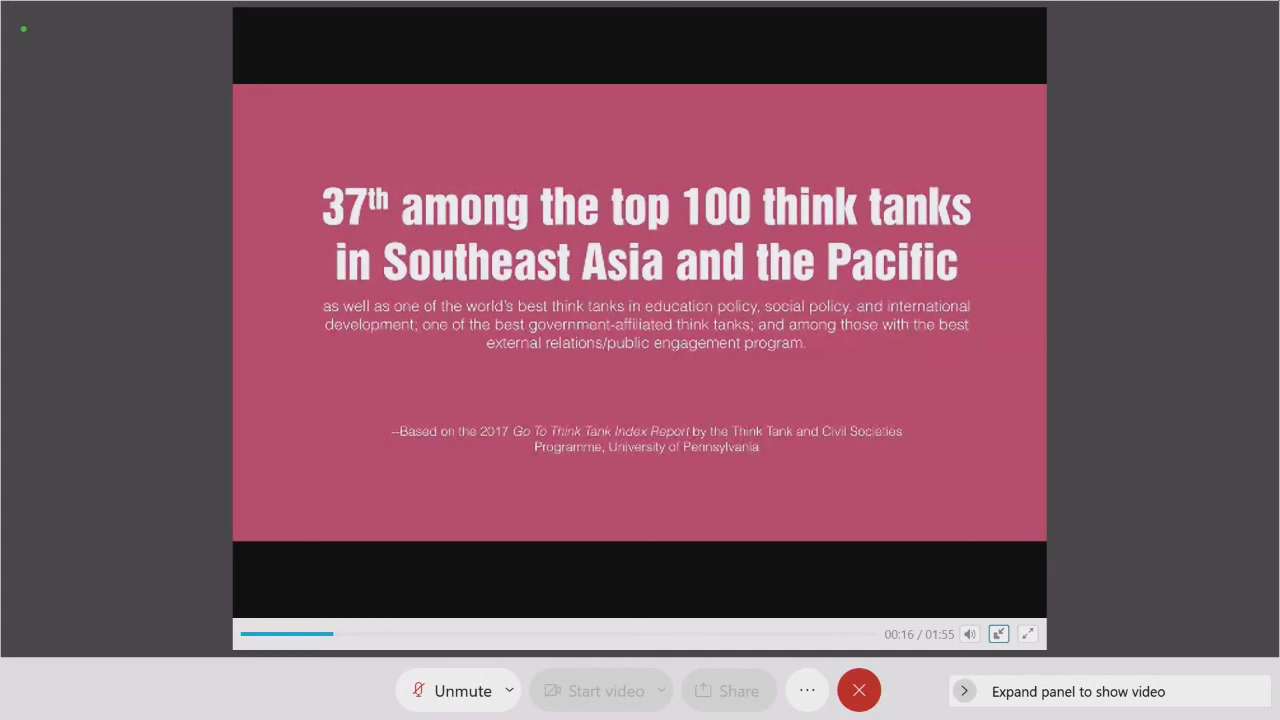 37th among the top 100 think tanks
in Southeast Asia and the Pacific
as well as one of the world's best think tanks in education policy, social policy, and international
development; one of the best government-affiliated think tanks; and among those with the best
external relations/public engagement program.
--Based on the 2017 Go To Think Tank Index Report by the Think Tank and Civil Societies
Programme, University of Pennsylvania
00:16 / 01:55
Unmute
Start video
Share
Expand panel to show video